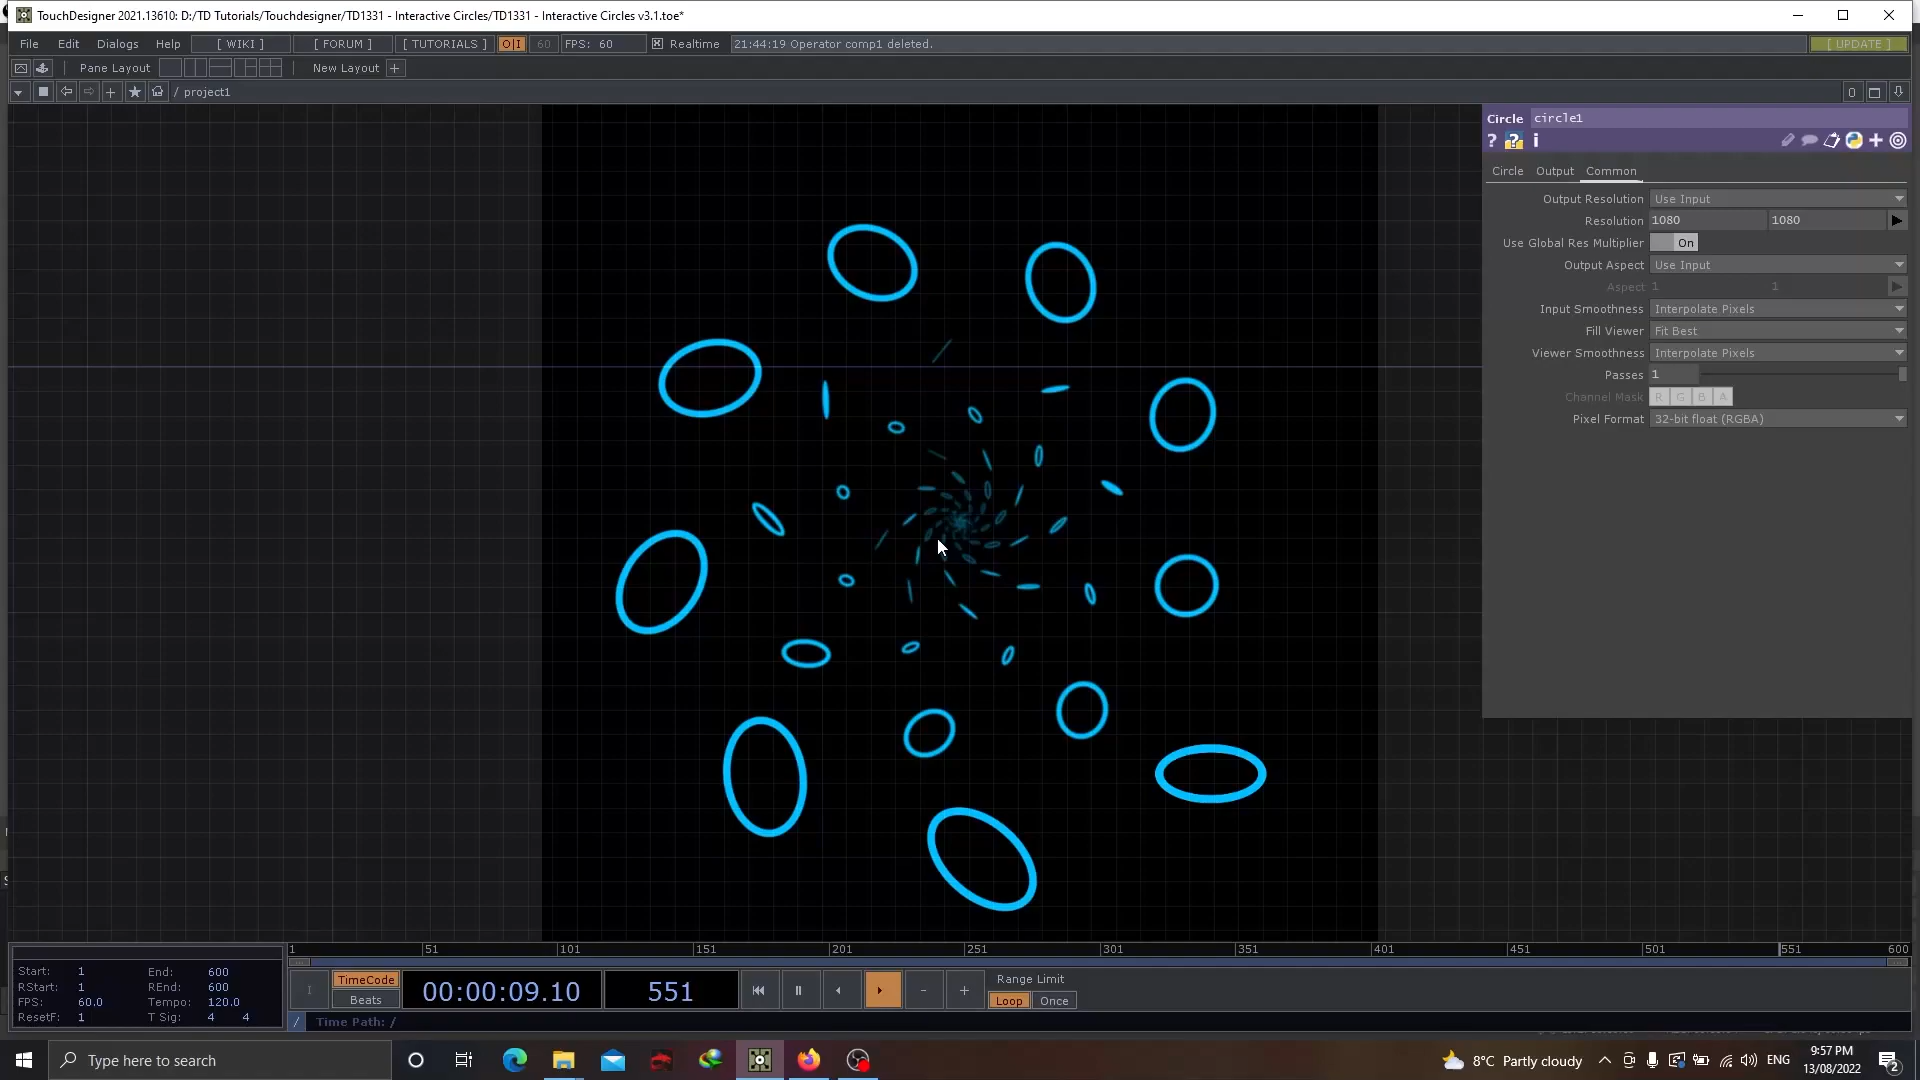 TouchDesigner 2021.13610: D:/TD Tutorials/Touchdesigner/TD1331 - Interactive Circles/TD1331 - Interactive Circles v3.1.toe*
File Edit Dialogs Help [ WIKI ] [ FORUM ] [ TUTORIALS ] O|I 60 FPS: 60 Realtime 21:44:19 Operator comp1 deleted. [ UPDATE ]
Pane Layout New Layout +
/ project1 0
Circle circle1
Circle Output Common
Output Resolution Use Input
Resolution 1080 1080
Use Global Res Multiplier On
Output Aspect Use Input
Aspect 1 1
Input Smoothness Interpolate Pixels
Fill Viewer Fit Best
Viewer Smoothness Interpolate Pixels
Passes 1
Channel Mask R G B A
Pixel Format 32-bit float (RGBA)
1 51 101 151 201 251 301 351 401 451 501 551 600
Start: 1 End: 600
RStart: 1 REnd: 600
FPS: 60.0 Tempo: 120.0
ResetF: 1 T Sig: 4 4
TimeCode
Beats
00:00:09.10 551
Range Limit
Loop Once
/ Time Path: /
Type here to search
8°C Partly cloudy ENG
9:57 PM
13/08/2022
2